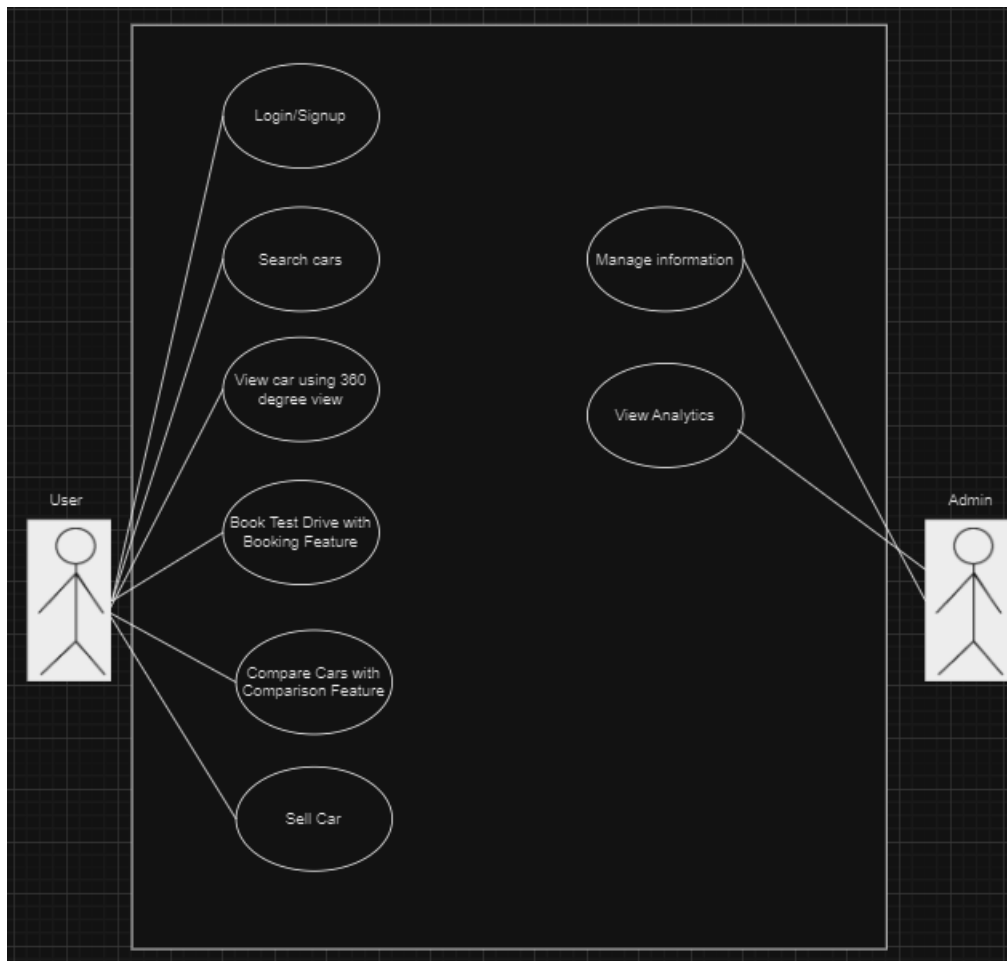 Login/Signup
Search cars
Manage information
View car using 360
degree view
View Analytics
User
Admin
Book Test Drive with
Booking Feature
Compare Cars with
Comparison Feature
Sell Car